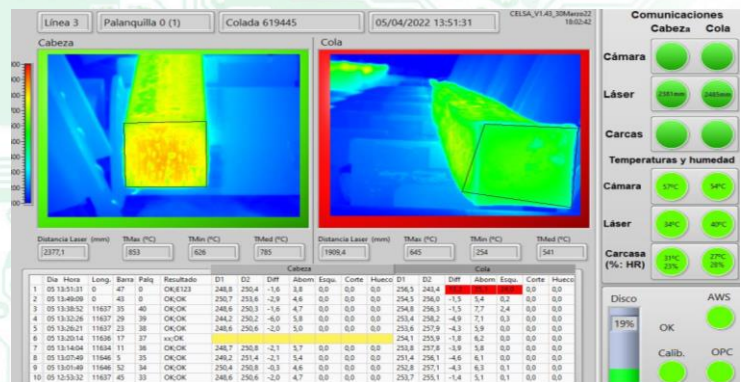 Línea 3 Palanquilla 0 (1) Colada 619445 05/04/2022 13:51:31 CELSA_V1.43_30Marzo22
18:02:42
Comunicaciones
Cabeza Cola
Cabeza Cola
Cámara
Láser 2381mm 2485mm
Carcas
Temperaturas y humedad
Cámara 57ºC 54ºC
Láser 34ºC 40ºC
Carcasa
(%: HR) 31ºC 27ºC
25% 28%
Distancia Laser (mm) TMax (ºC) TMin (ºC) TMed (ºC) Distancia Laser (mm) TMax (ºC) TMin (ºC) TMed (ºC)
2377,1 853 626 785 1909,4 645 254 541
Cabeza Cola
Dia Hora Long. Barra Palq Resultado D1 D2 Diff Abom Esqu. Corte Hueco D1 D2 Diff Abom. Esqu. Corte Hueco
1 05 13:51:31 0 47 0 OK;E123 248,8 250,4 -1,6 3,8 0,0 0,0 0,0 256,5 243,4 0,0 0,0
2 05 13:49:09 0 43 0 OK;OK 250,7 253,6 -2,9 4,6 0,0 0,0 0,0 254,5 256,0 -1,5 5,4 0,2 0,0 0,0
3 05 13:38:52 11637 35 40 OK;OK 248,6 250,3 -1,6 4,7 0,0 0,0 0,0 254,8 256,3 -1,5 7,7 2,4 0,0 0,0
4 05 13:32:26 11631 29 39 OK;OK 244,2 250,2 -6,0 5,8 0,0 0,0 0,0 253,4 258,2 -4,9 7,1 0,3 0,0 0,0
5 05 13:26:21 11637 23 38 OK;OK 248,6 250,6 -2,0 5,0 0,0 0,0 0,0 253,6 257,9 -4,3 5,9 0,0 0,0 0,0
6 05 13:20:14 11636 17 37 xx;OK 254,1 255,9 -1,8 6,2 0,0 0,0 0,0
7 05 13:14:04 11634 11 36 OK;OK 248,7 250,8 -2,1 5,7 0,0 0,0 0,0 253,8 257,6 -3,9 5,8 0,0 0,0 0,0
8 05 13:07:49 11646 5 35 OK;OK 249,2 251,4 -2,1 5,4 0,0 0,0 0,0 251,4 256,1 -4,6 6,1 0,0 0,0 0,0
9 05 13:01:49 11646 52 34 OK;OK 250,4 250,8 -0,3 4,6 0,0 0,0 0,0 252,8 257,1 -4,3 6,3 0,1 0,0 0,0
10 05 12:53:32 11637 45 33 OK;OK 248,6 250,6 -2,0 4,7 0,0 0,0 0,0 253,7 255,1 -1,4 5,1 0,1 0,0 0,0
Disco AWS
19% OK
Calib. OPC